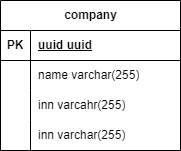 company
PK uuid uuid
name varchar(255)
inn varcahr(255)
inn varchar(255)